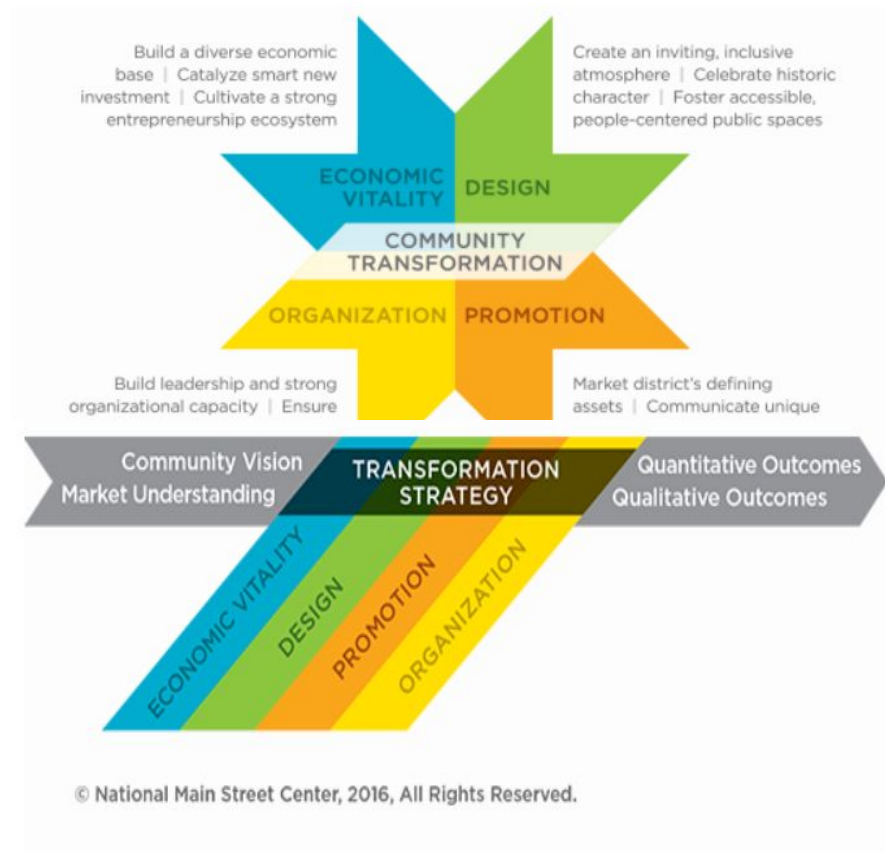 Build a diverse economic
base | Catalyze smart new
investment | Cultivate a strong
entrepreneurship ecosystem
Create an inviting, inclusive
atmosphere | Celebrate historic
character | Foster accessible,
people-centered public spaces
ECONOMIC
VITALITY
DESIGN
COMMUNITY
TRANSFORMATION
ORGANIZATION
PROMOTION
Build leadership and strong
organizational capacity | Ensure
Market district's defining
assets | Communicate unique
Community Vision
Market Understanding
TRANSFORMATION
STRATEGY
Quantitative Outcomes
Qualitative Outcomes
ECONOMIC VITALITY
DESIGN
PROMOTION
ORGANIZATION
© National Main Street Center, 2016, All Rights Reserved.